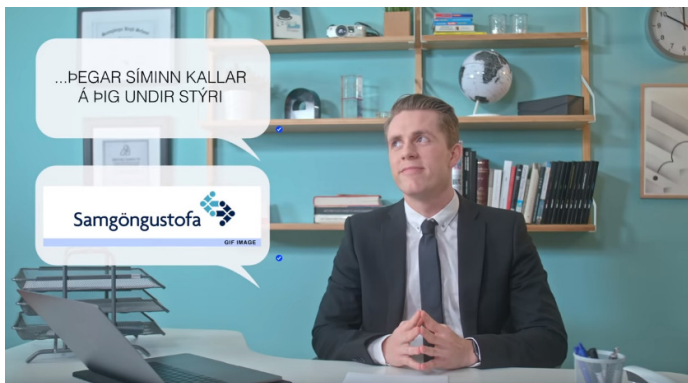 ...ÞEGAR SÍMINN KALLAR
Á ÞIG UNDIR STÝRI
Samgöngustofa
GIF IMAGE